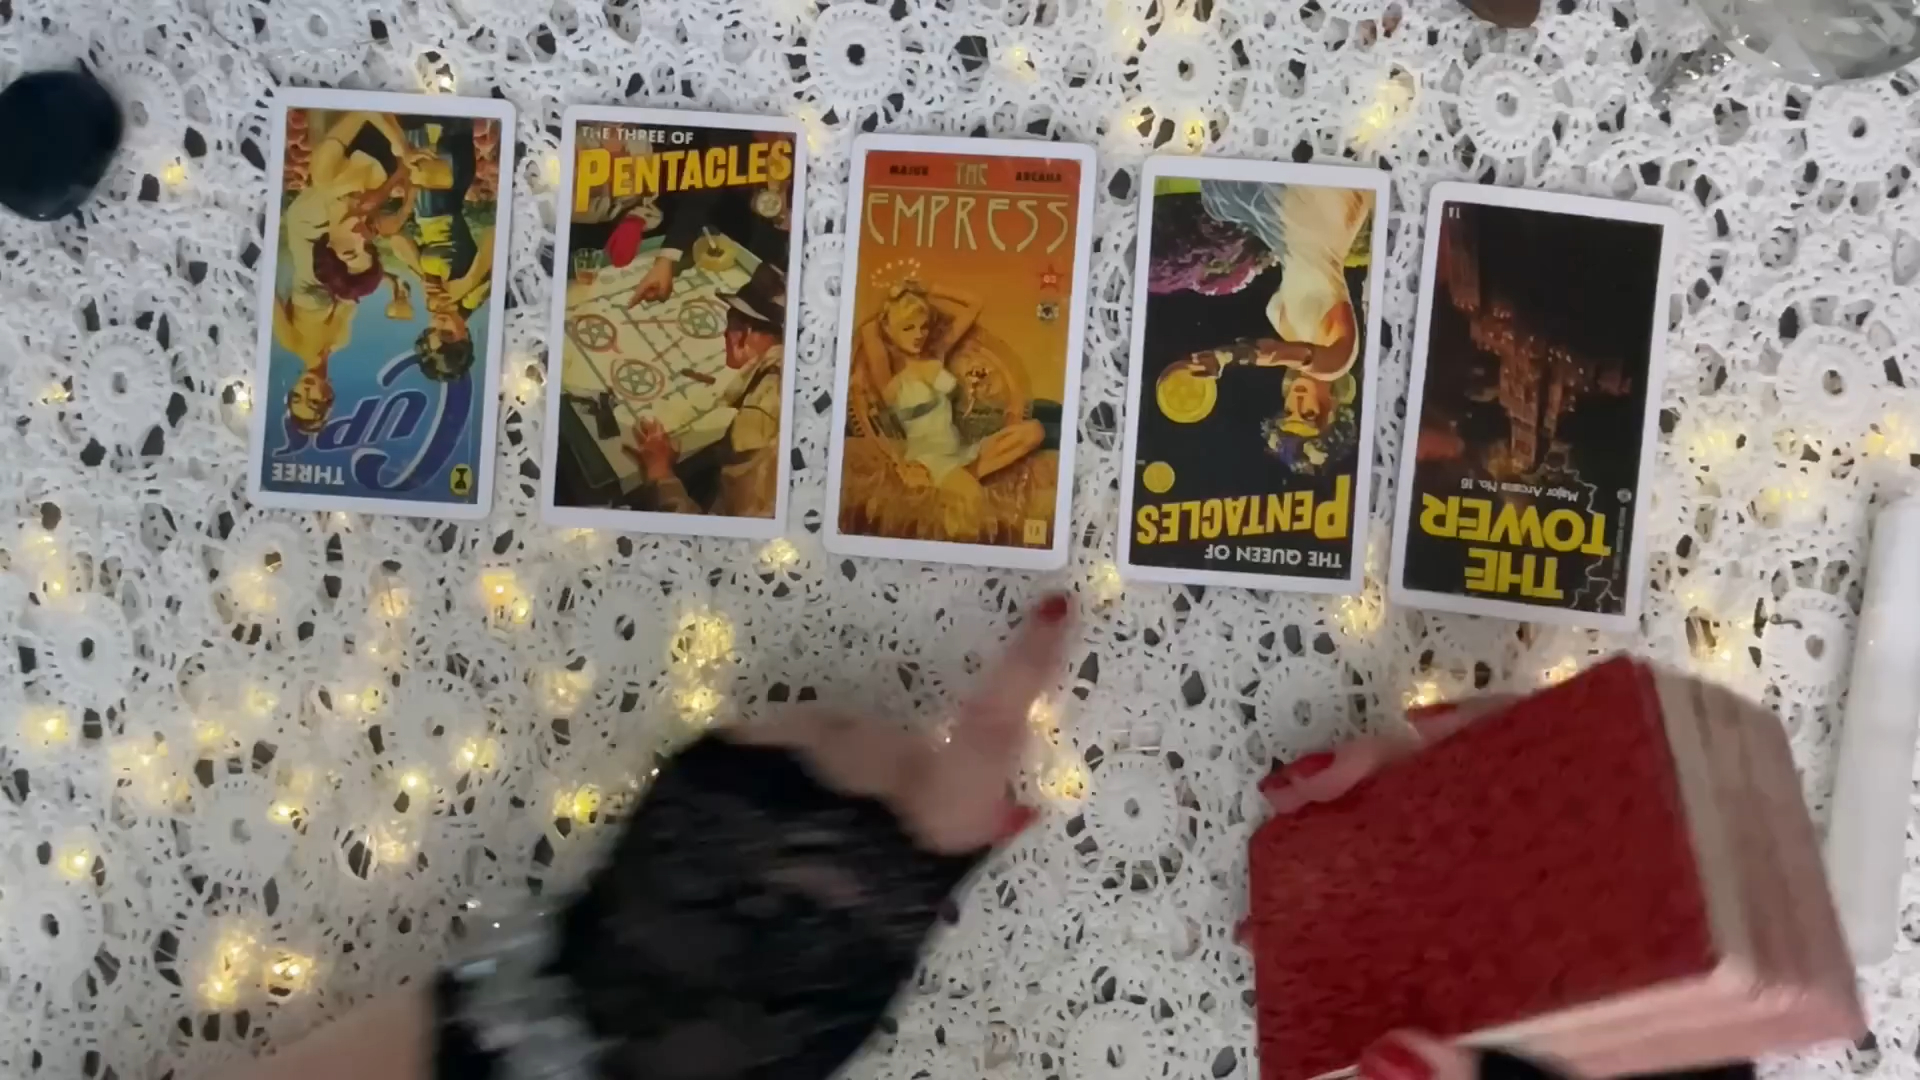 THREE
CUPS
THE THREE OF
PENTACLES
MAJOR THE ARCANA
EMPRESS
THE QUEEN OF
PENTACLES
THE
TOWER
Major Arcana No. 16